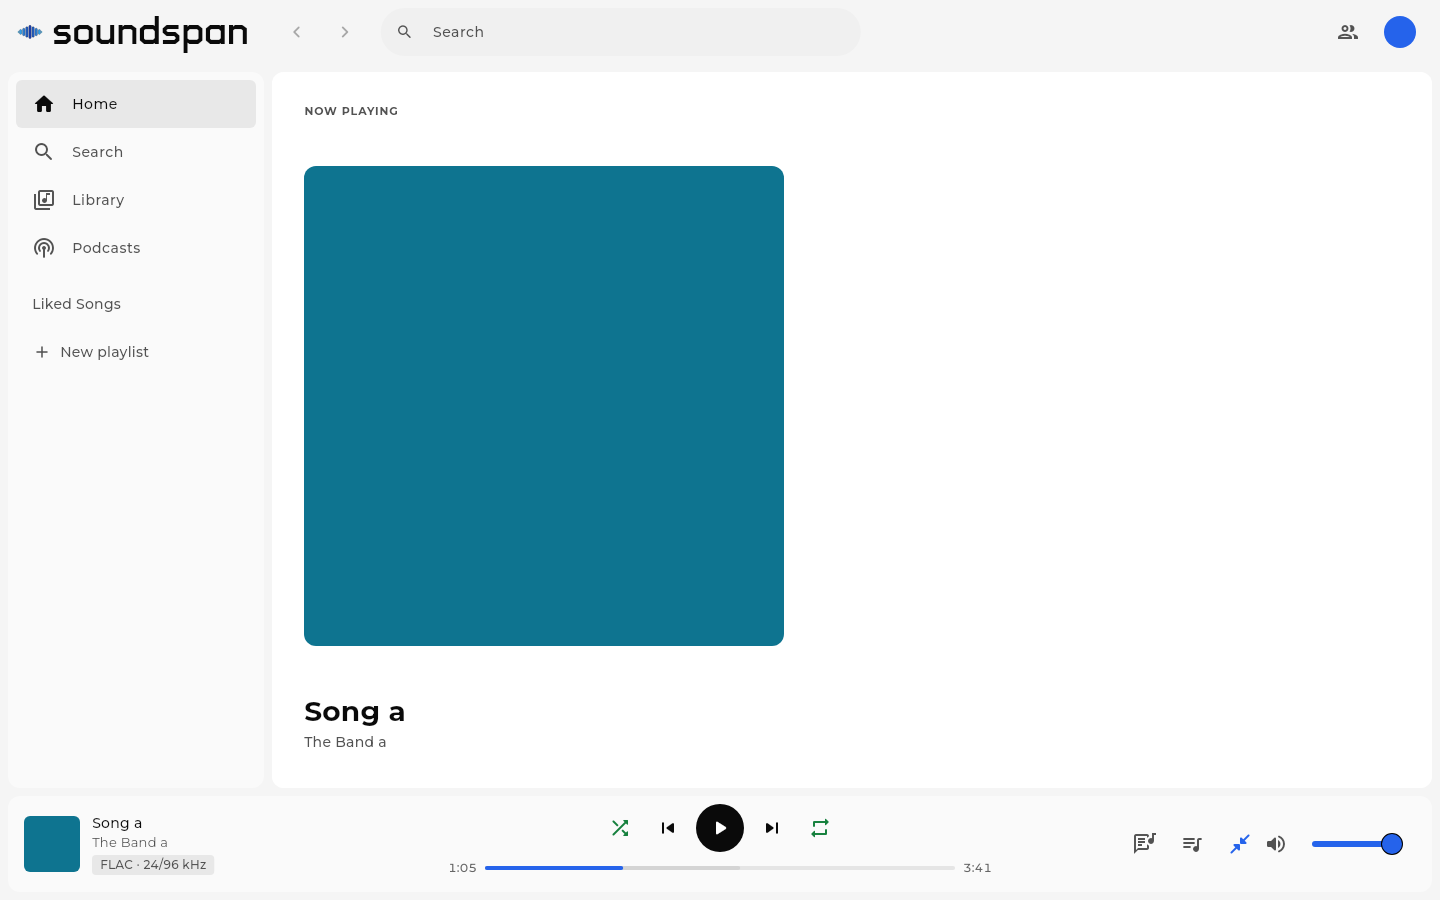 soundspan
Search
Home
Search
Library
Podcasts
Liked Songs
New playlist
NOW PLAYING
Song a
The Band a
Song a
The Band a
FLAC · 24/96 kHz
1:05
3:41